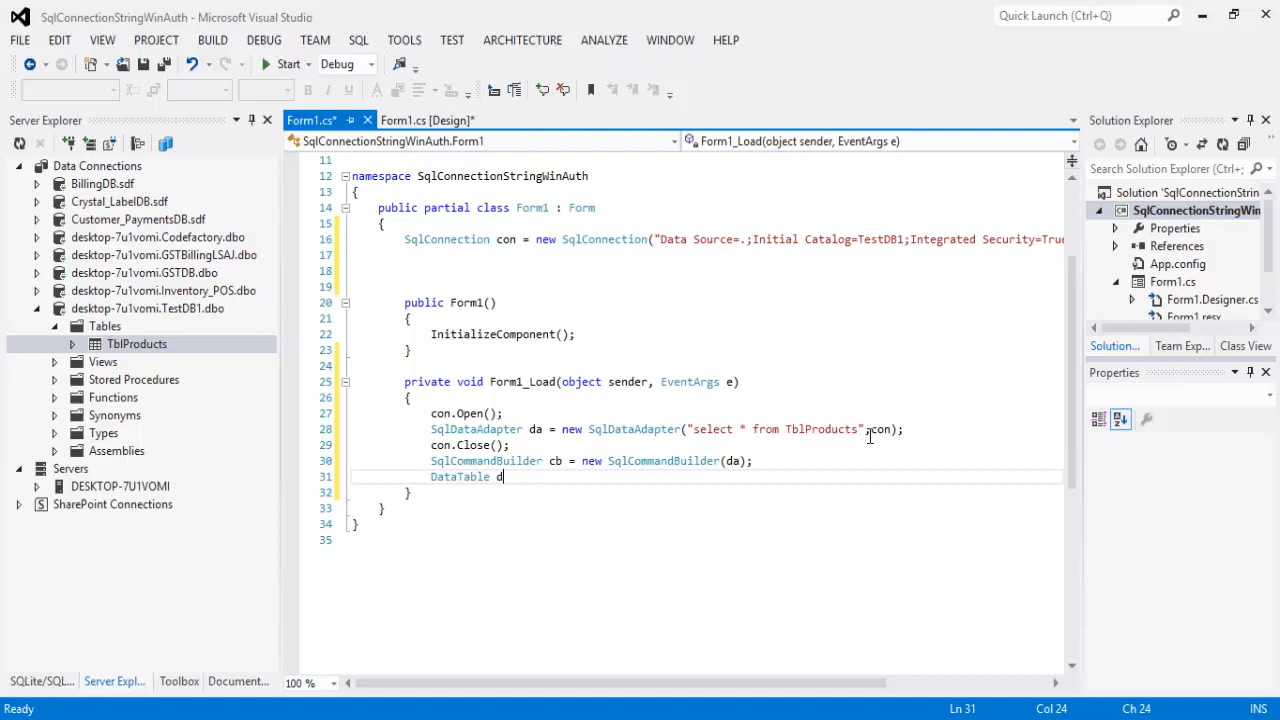 SqlConnectionStringWinAuth - Microsoft Visual Studio
Quick Launch (Ctrl+Q)
FILE EDIT VIEW PROJECT BUILD DEBUG TEAM SQL TOOLS TEST ARCHITECTURE ANALYZE WINDOW HELP
Start Debug
Server Explorer
Data Connections
BillingDB.sdf
Crystal_LabelDB.sdf
Customer_PaymentsDB.sdf
desktop-7u1vomi.Codefactory.dbo
desktop-7u1vomi.GSTBillingLSAJ.dbo
desktop-7u1vomi.GSTDB.dbo
desktop-7u1vomi.Inventory_POS.dbo
desktop-7u1vomi.TestDB1.dbo
Tables
TblProducts
Views
Stored Procedures
Functions
Synonyms
Types
Assemblies
Servers
DESKTOP-7U1VOMI
SharePoint Connections
SQLite/SQL... Server Expl... Toolbox Document...
Form1.cs* Form1.cs [Design]*
SqlConnectionStringWinAuth.Form1 Form1_Load(object sender, EventArgs e)
11
12 namespace SqlConnectionStringWinAuth
13 {
14 public partial class Form1 : Form
15 {
16 SqlConnection con = new SqlConnection("Data Source=.;Initial Catalog=TestDB1;Integrated Security=True
17
18
19
20 public Form1()
21 {
22 InitializeComponent();
23 }
24
25 private void Form1_Load(object sender, EventArgs e)
26 {
27 con.Open();
28 SqlDataAdapter da = new SqlDataAdapter("select * from TblProducts",con);
29 con.Close();
30 SqlCommandBuilder cb = new SqlCommandBuilder(da);
31 DataTable d
32 }
33 }
34 }
35
100 %
Solution Explorer
Search Solution Explorer (Ctrl+;
Solution 'SqlConnectionStrin
SqlConnectionStringWin
Properties
References
App.config
Form1.cs
Form1.Designer.cs
Form1.resx
Solution... Team Exp... Class View
Properties
Ready Ln 31 Col 24 Ch 24 INS